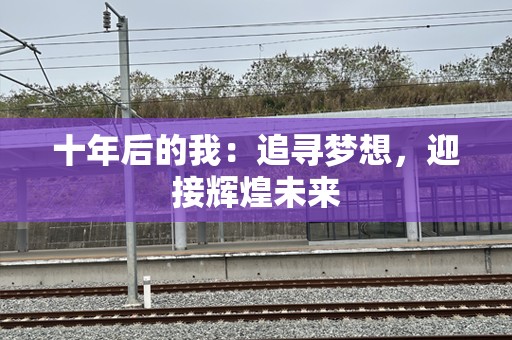 十年后的我：追寻梦想，迎
接辉煌未来